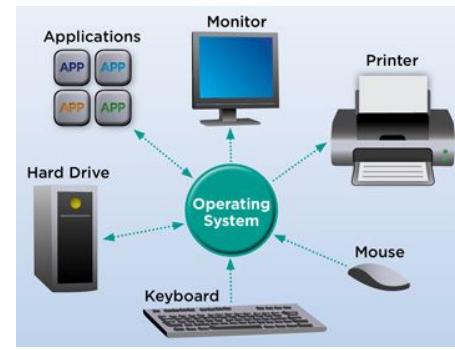 Monitor
Applications
APP APP
APP APP
Printer
Hard Drive
Operating
System
Mouse
Keyboard